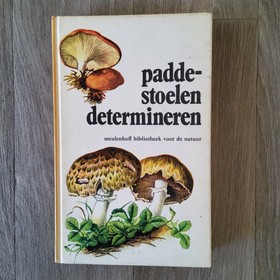 padde-
stoelen
determineren
meulenhoff bibliotheek voor de natuur